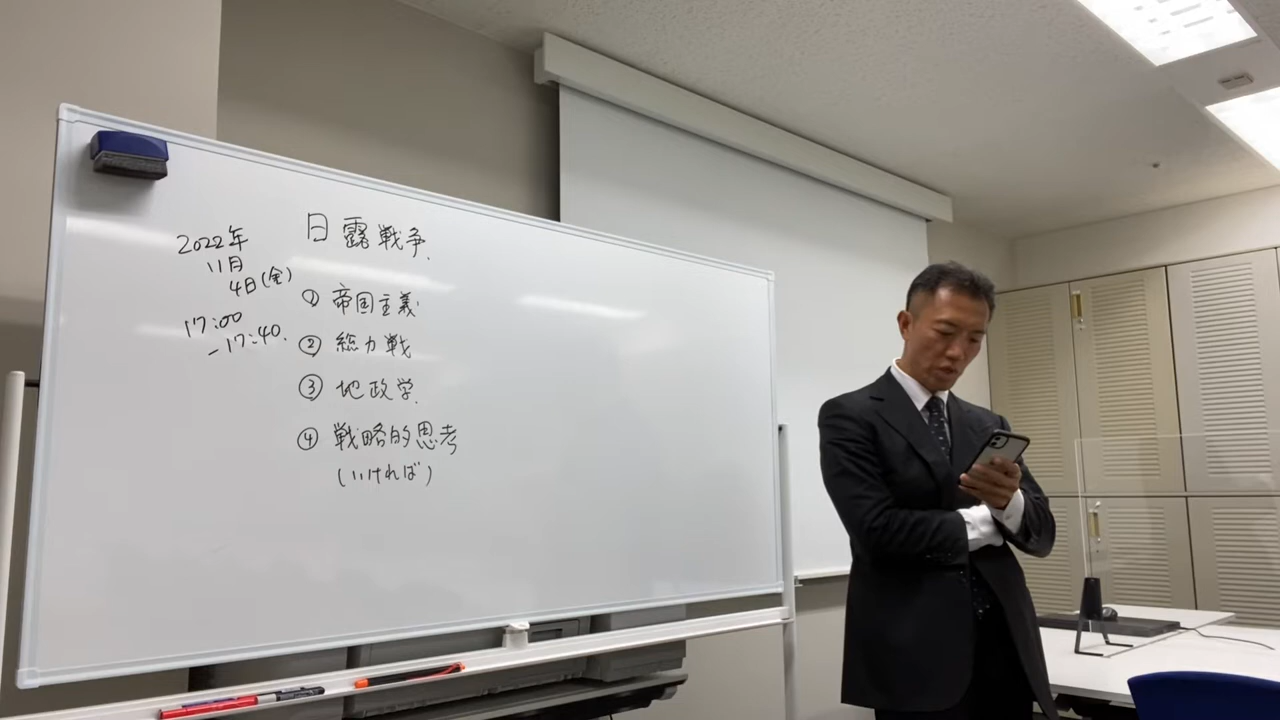 2022年
11月
4日(金)
17:00
-17:40.
日露戦争.
① 帝国主義
② 総力戦
③ 地政学.
④ 戦略的思考
(いければ)